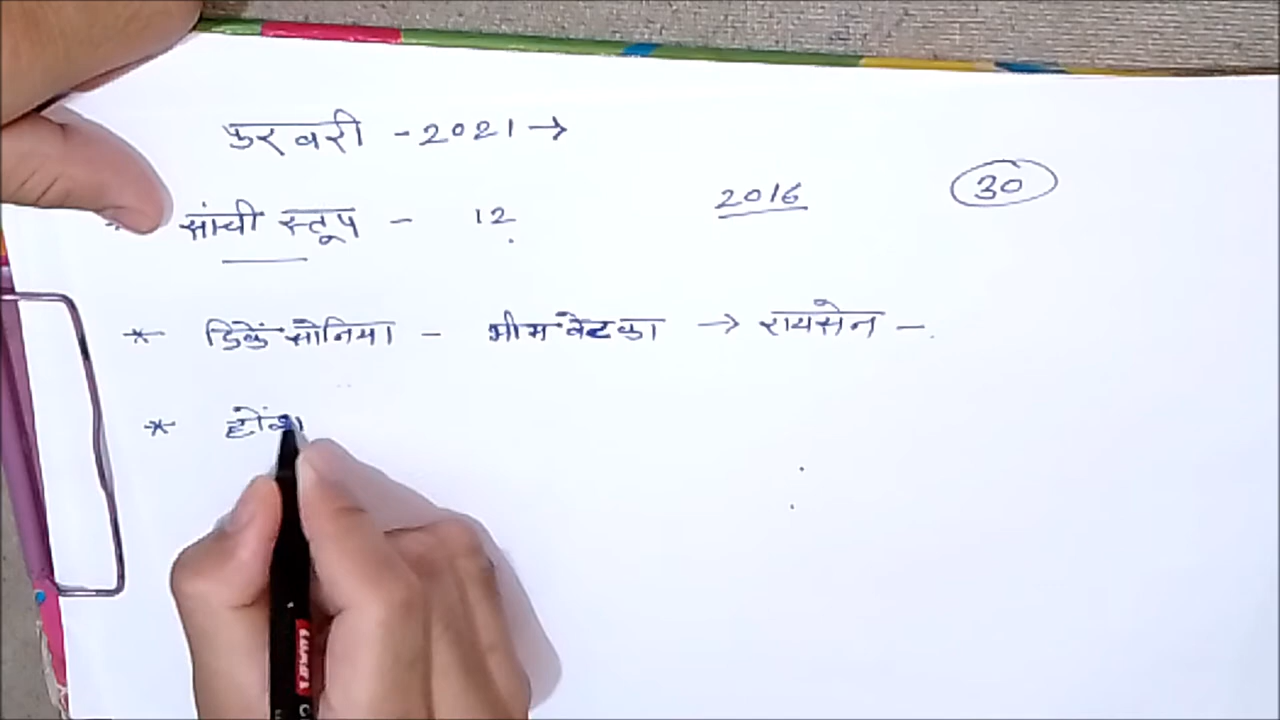 फरवरी - 2021 →
* सांची स्तूप - 12 2016 30
* डिकेंसोनिया - भीमबेटका → रायसेन -
* होंश